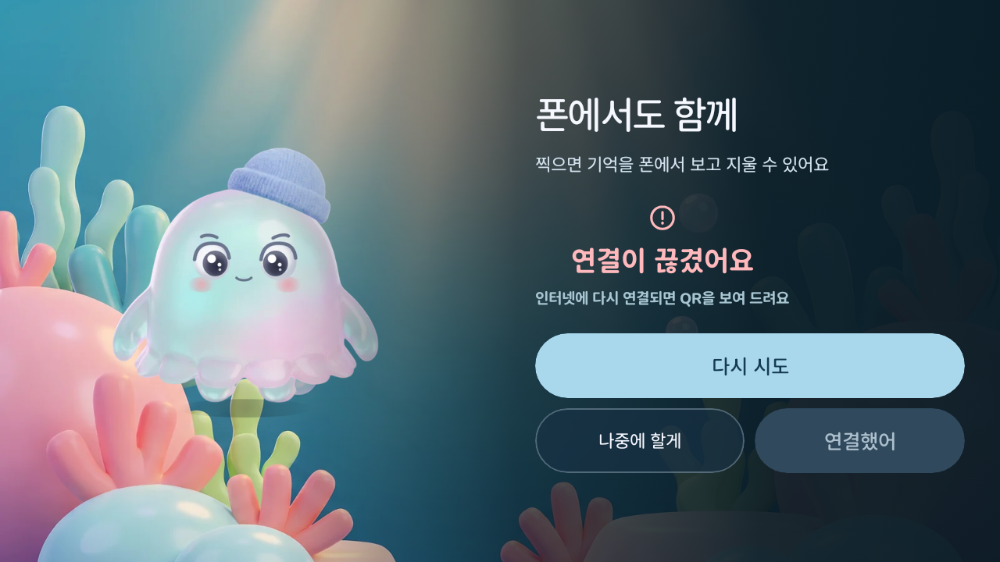 폰에서도 함께
찍으면 기억을 폰에서 보고 지울 수 있어요
연결이 끊겼어요
인터넷에 다시 연결되면 QR을 보여 드려요
다시 시도
나중에 할게
연결했어